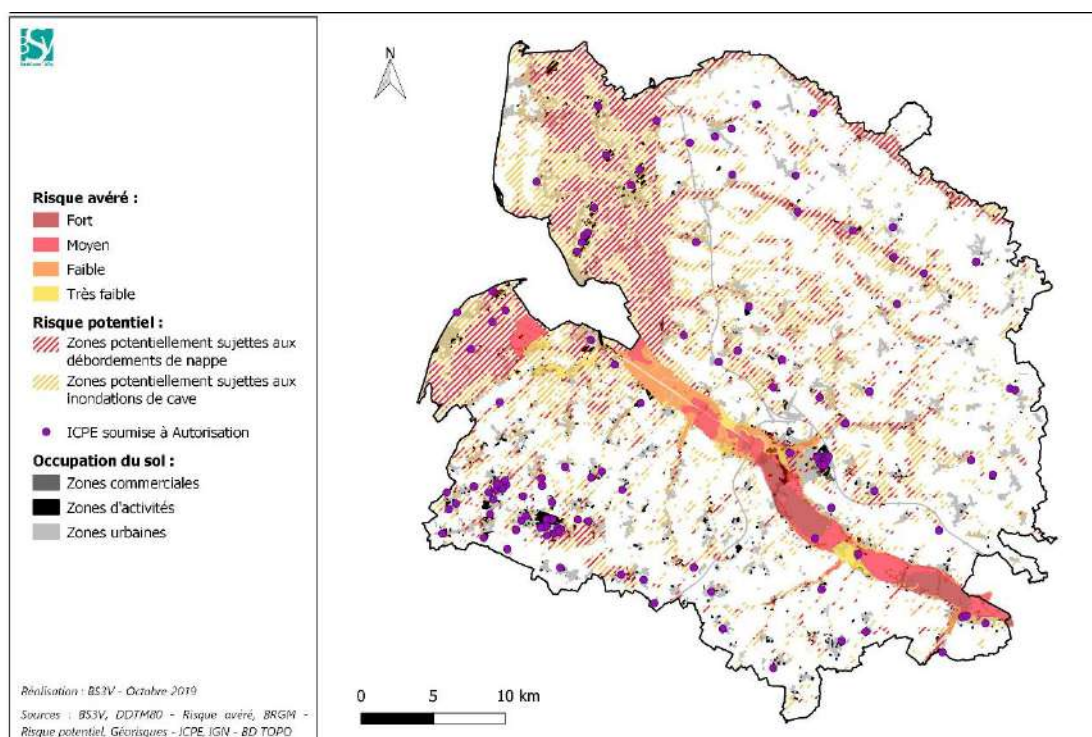 BS3V
Risque avéré :
Fort
Moyen
Faible
Très faible
Risque potentiel :
Zones potentiellement sujettes aux
débordements de nappe
Zones potentiellement sujettes aux
inondations de cave
ICPE soumise à Autorisation
Occupation du sol :
Zones commerciales
Zones d'activités
Zones urbaines
Réalisation : BS3V - Octobre 2019
Sources : BS3V, DDTM80 - Risque avéré, BRGM -
Risque potentiel, Géorisques - ICPE, IGN - BD TOPO
N
0 5 10 km